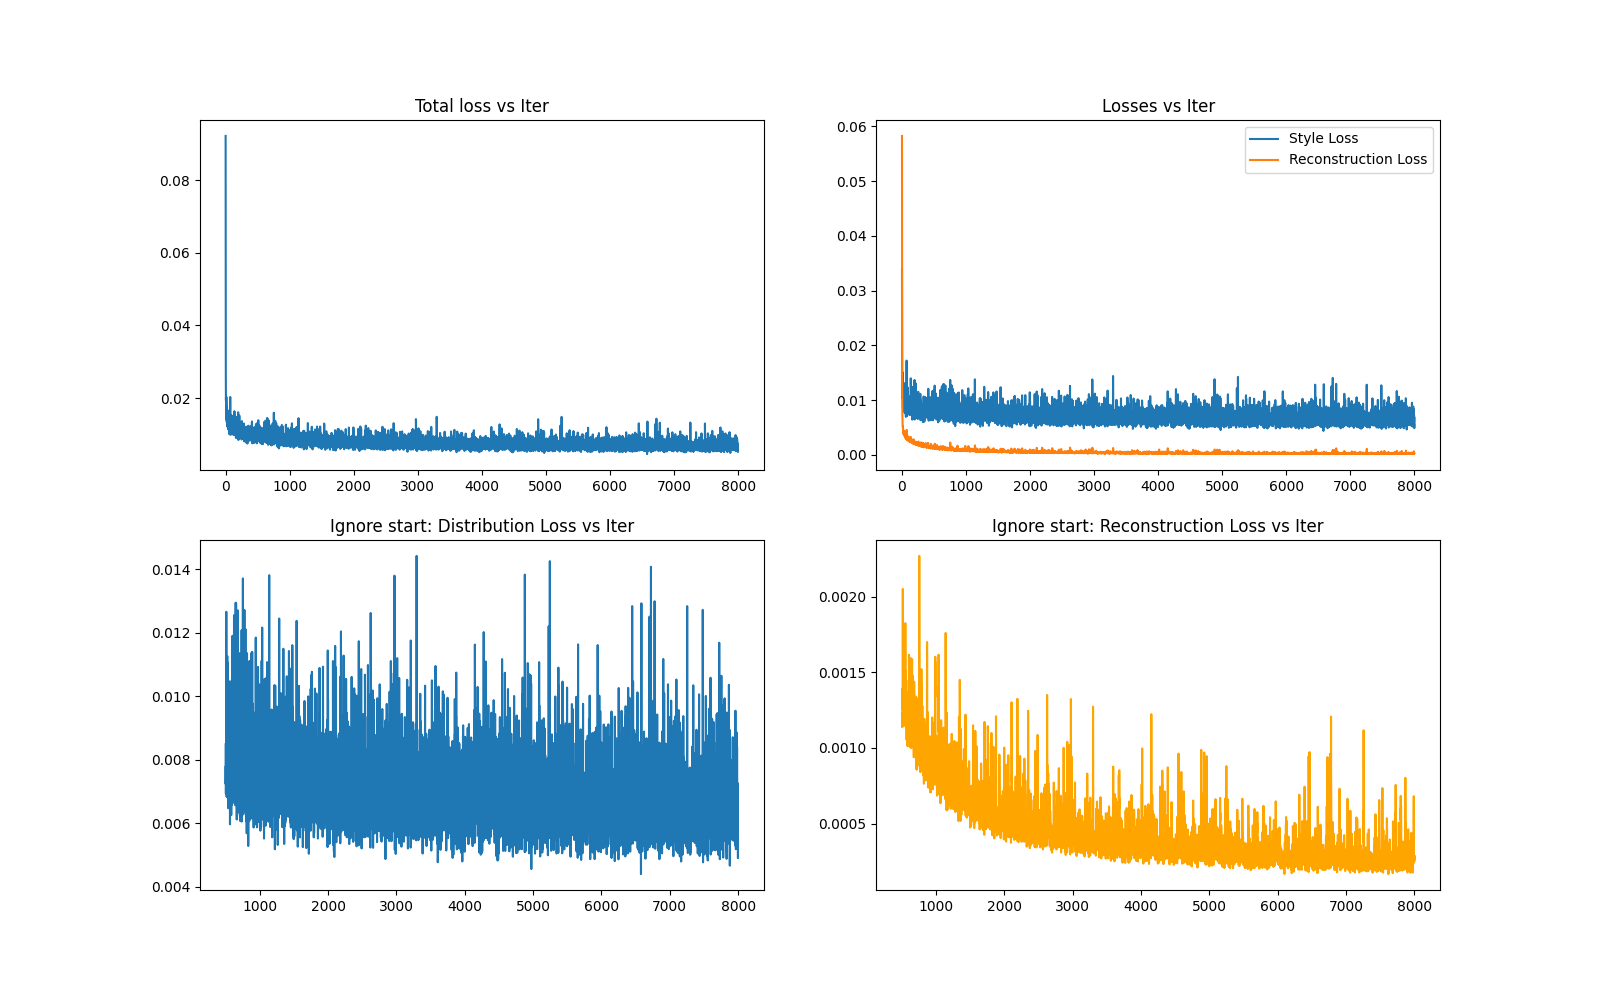 Total loss vs Iter
0.08
0.06
0.04
0.02
0 1000 2000 3000 4000 5000 6000 7000 8000
Losses vs Iter
Style Loss
Reconstruction Loss
0.06
0.05
0.04
0.03
0.02
0.01
0.00
0 1000 2000 3000 4000 5000 6000 7000 8000
Ignore start: Distribution Loss vs Iter
0.014
0.012
0.010
0.008
0.006
0.004
1000 2000 3000 4000 5000 6000 7000 8000
Ignore start: Reconstruction Loss vs Iter
0.0020
0.0015
0.0010
0.0005
1000 2000 3000 4000 5000 6000 7000 8000